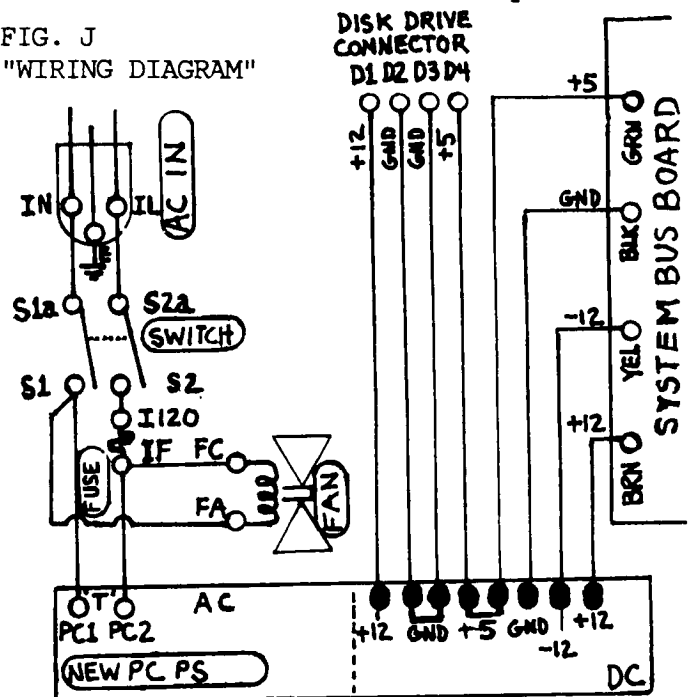 FIG. J
"WIRING DIAGRAM"
DISK DRIVE
CONNECTOR
D1 D2 D3 D4
+12
GND
GND
+5
+5
GRN
GND
BLK
-12
YEL
+12
BRN
SYSTEM BUS BOARD
IN
IL
AC IN
S1a
S2a
SWITCH
S1
S2
I120
IF
FC
FUSE
FA
FAN
"T"
AC
PC1 PC2
NEW PC PS
+12
GND
+5
GND
-12
+12
DC